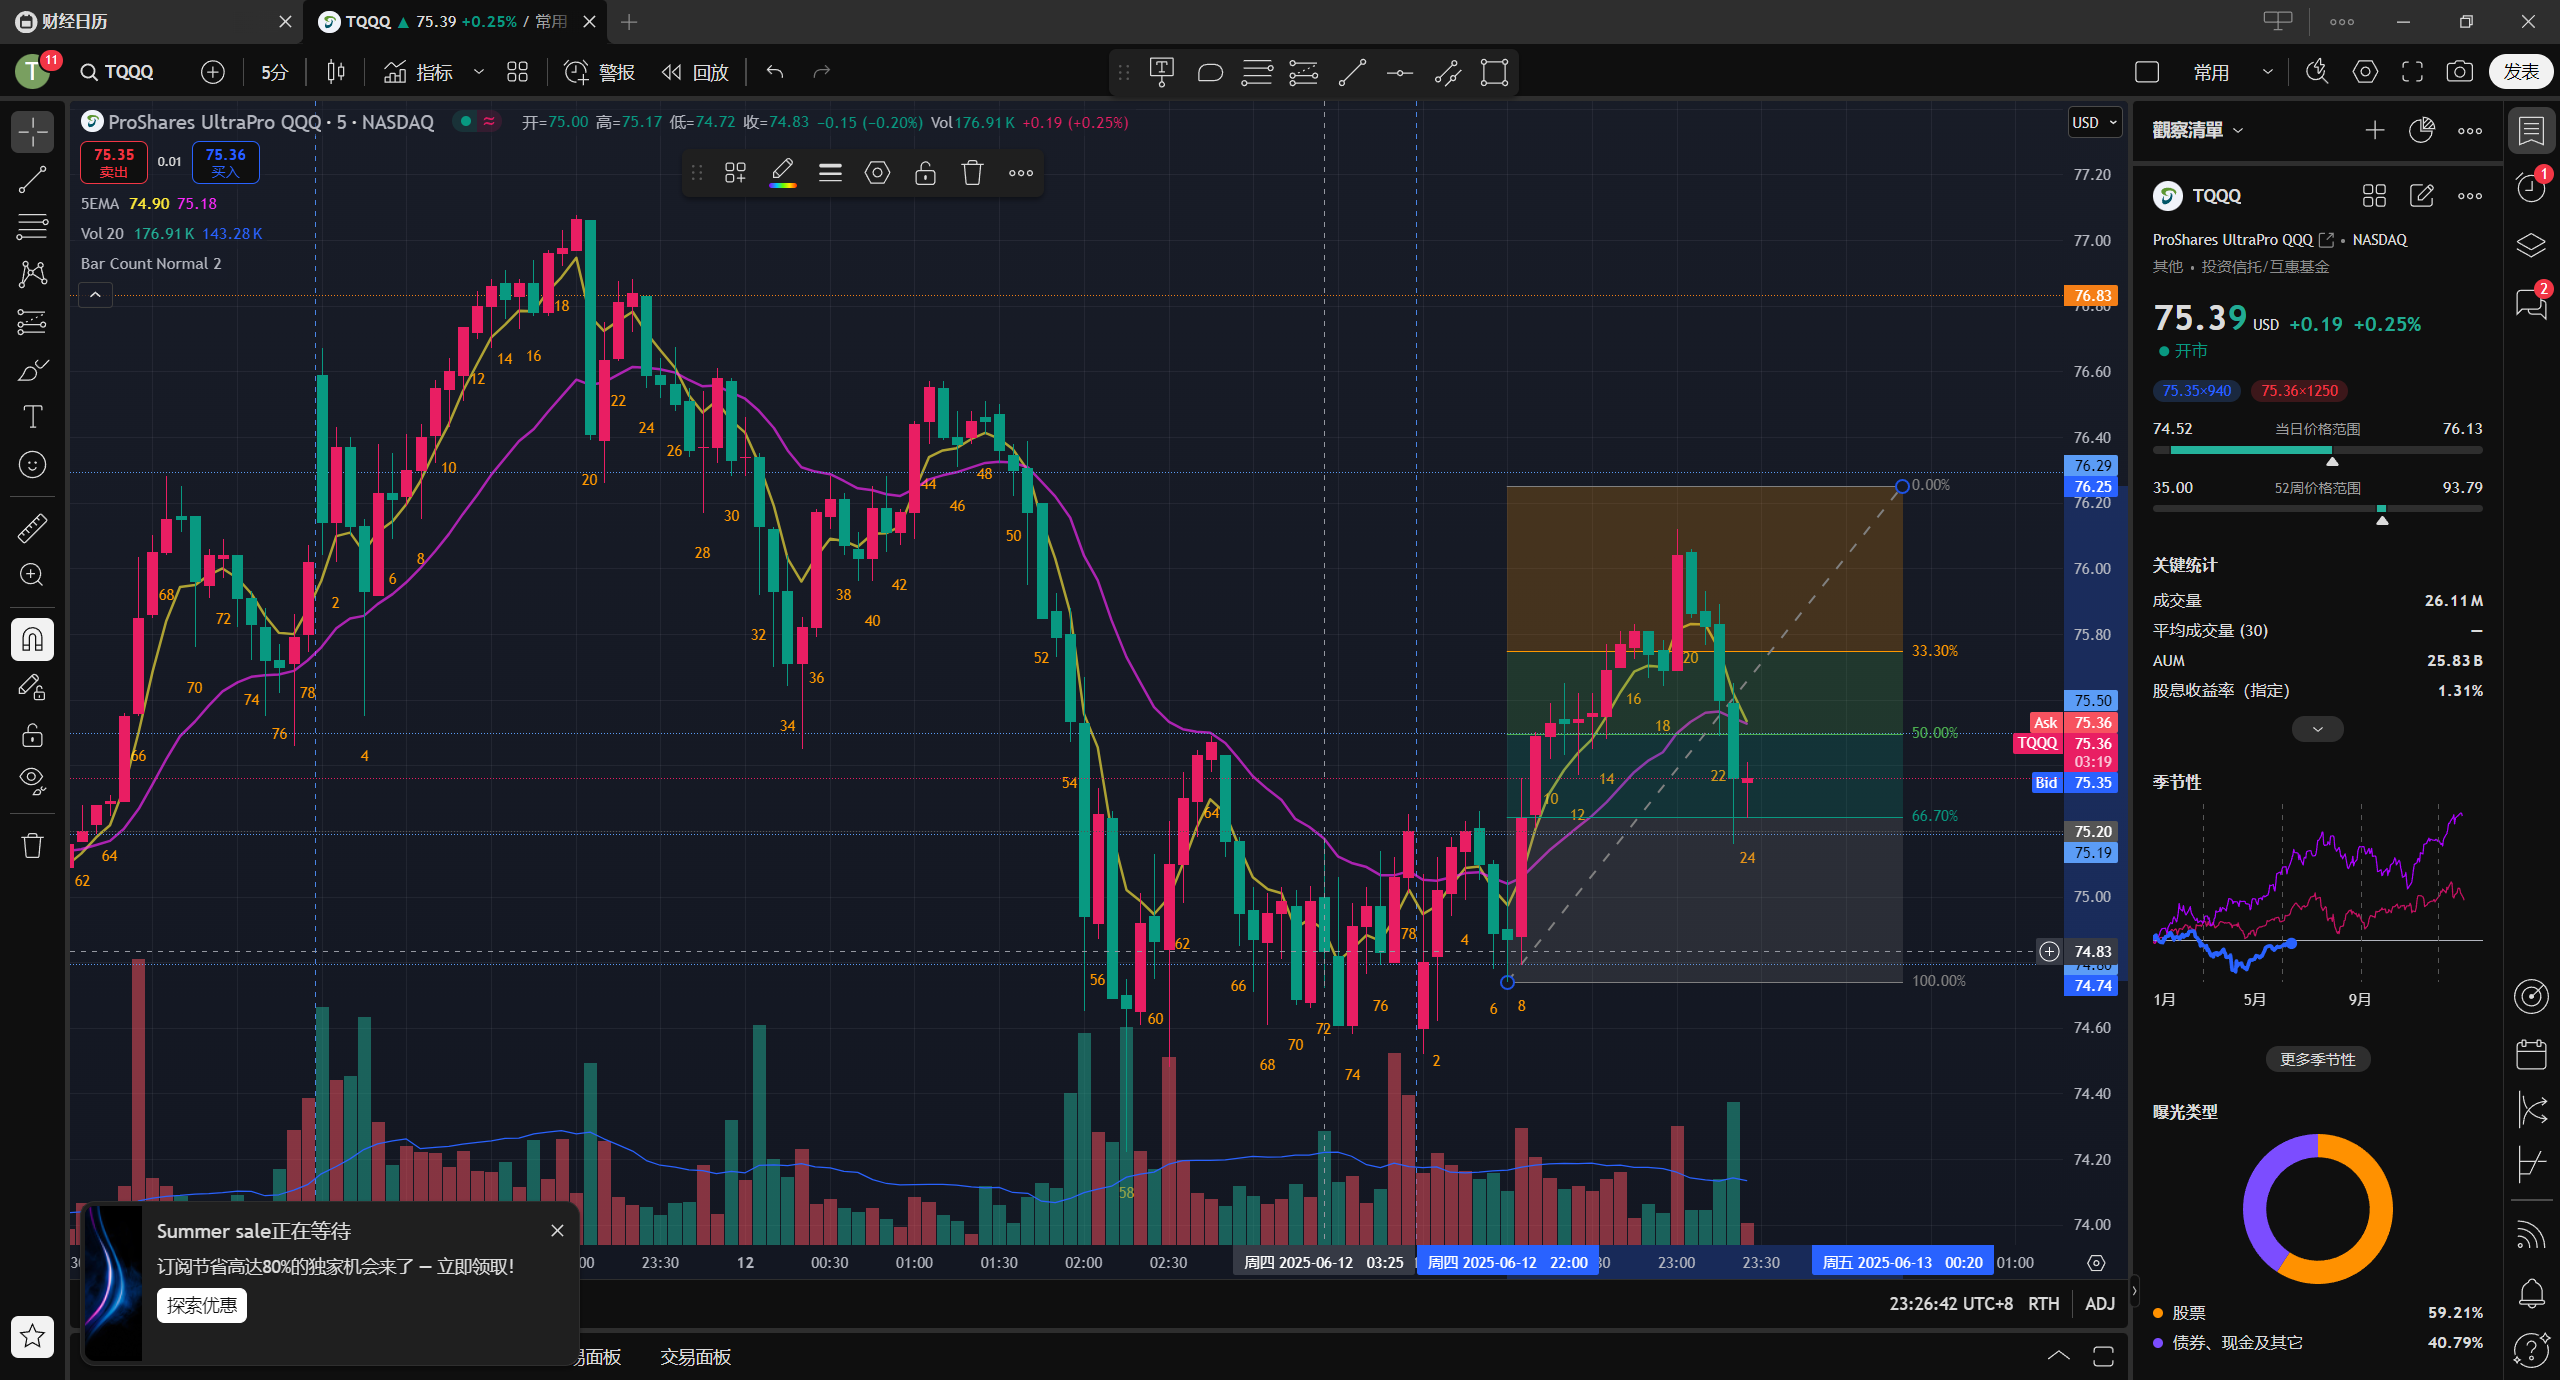 财经日历
TQQQ ▲ 75.39 +0.25% / 常用
T 11
TQQQ
5分
指标
警报
回放
常用
发表
ProShares UltraPro QQQ · 5 · NASDAQ
开=75.00 高=75.17 低=74.72 收=74.83 −0.15 (−0.20%) Vol176.91K +0.19 (+0.25%)
75.35
卖出
0.01
75.36
买入
5EMA 74.90 75.18
Vol 20 176.91K 143.28K
Bar Count Normal 2
USD
77.20
77.00
76.83
76.80
76.60
76.40
76.29
76.25
76.20
76.00
75.80
75.50
Ask 75.36
TQQQ 75.36
03:19
Bid 75.35
75.20
75.19
75.00
74.83
74.80
74.74
74.60
74.40
74.20
74.00
0.00%
33.30%
50.00%
66.70%
100.00%
62
64
66
68
70
72
74
76
78
2
4
6
8
10
12
14
16
18
20
22
24
26
28
30
32
34
36
38
40
42
44
46
48
50
52
54
56
58
60
62
64
66
68
70
72
74
76
78
2
4
6
8
10
12
14
16
18
20
22
24
23:30
12
00:30
01:00
01:30
02:00
02:30
周四 2025-06-12 03:25
周四 2025-06-12 22:00
23:00
23:30
周五 2025-06-13 00:20
01:00
Summer sale正在等待
订阅节省高达80%的独家机会来了 – 立即领取!
探索优惠
23:26:42 UTC+8 RTH ADJ
易面板
交易面板
觀察清單
TQQQ
ProShares UltraPro QQQ • NASDAQ
其他 • 投资信托/互惠基金
75.39 USD +0.19 +0.25%
开市
75.35×940
75.36×1250
74.52 当日价格范围 76.13
35.00 52周价格范围 93.79
关键统计
成交量 26.11M
平均成交量 (30) —
AUM 25.83B
股息收益率（指定） 1.31%
季节性
1月 5月 9月
更多季节性
曝光类型
股票 59.21%
债券、现金及其它 40.79%
1
2